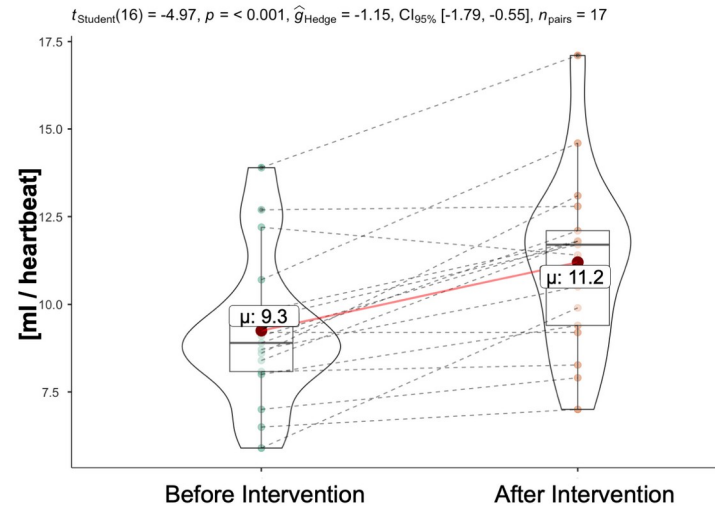 tStudent(16) = -4.97, p = < 0.001, ĝHedge = -1.15, CI95% [-1.79, -0.55], npairs = 17
17.5
15.0
12.5
10.0
7.5
[ml / heartbeat]
μ: 9.3
μ: 11.2
Before Intervention
After Intervention